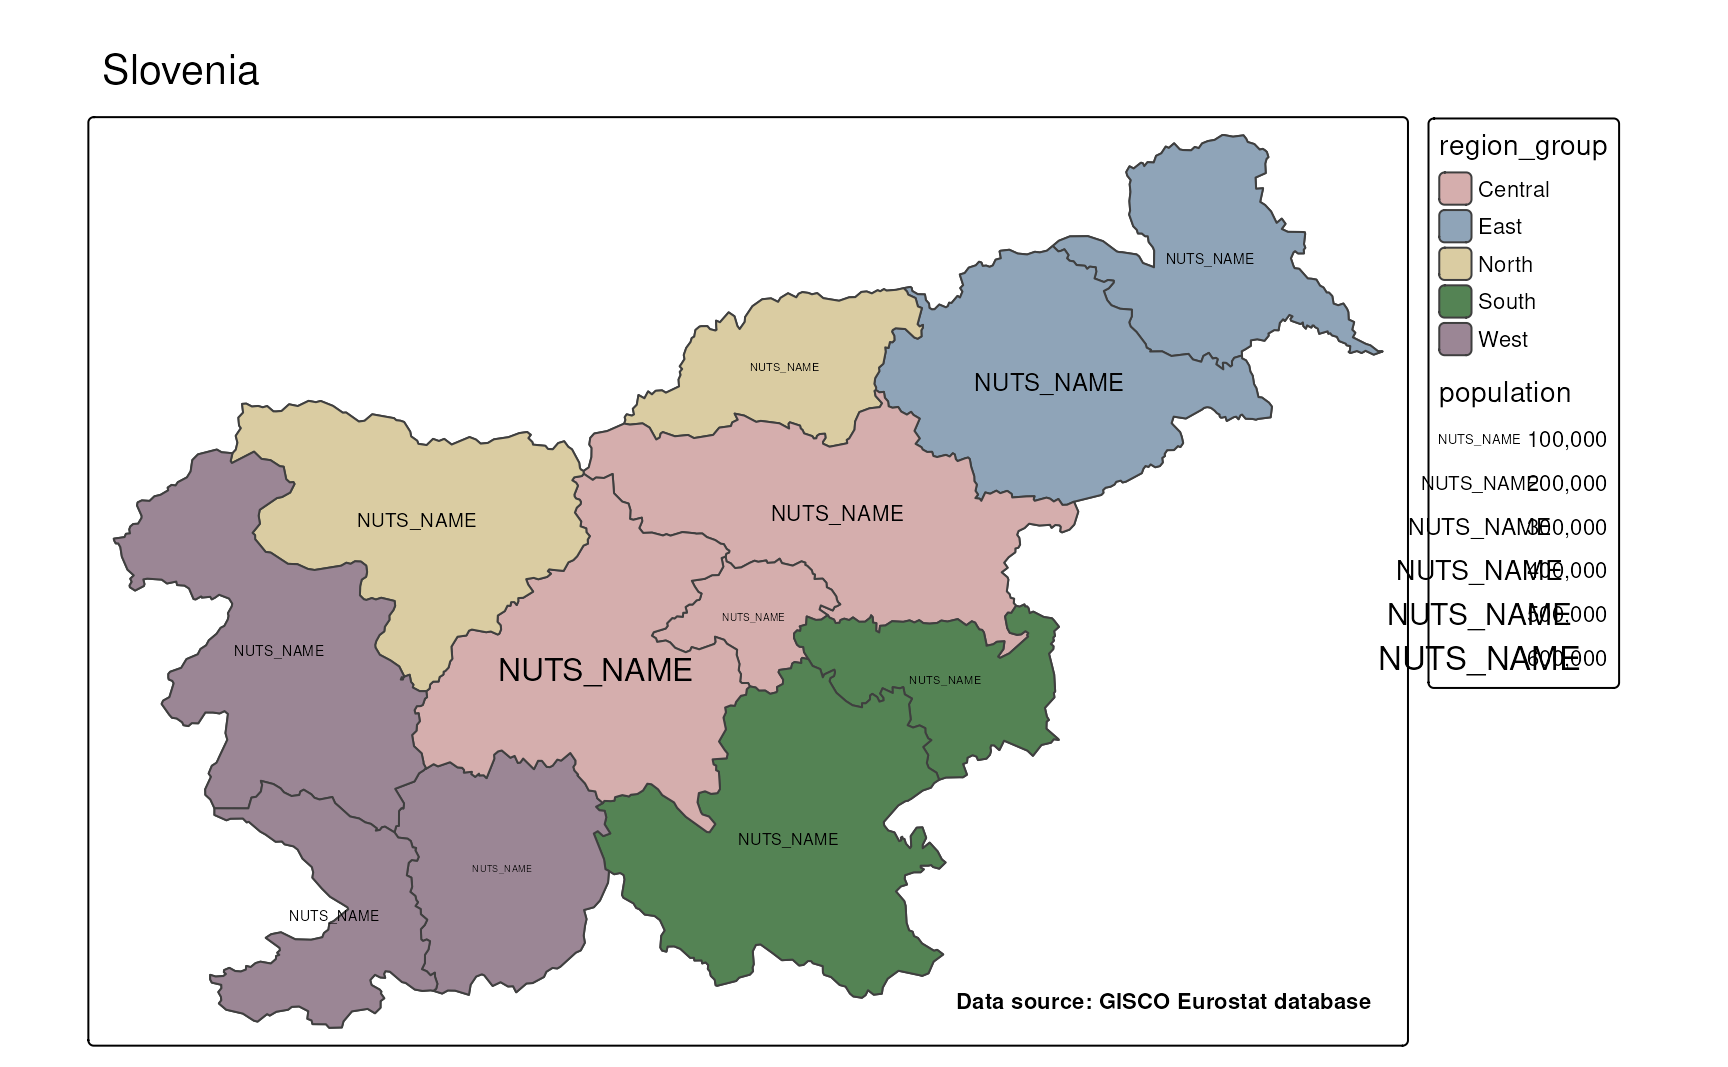 Slovenia
NUTS_NAME
NUTS_NAME
NUTS_NAME
NUTS_NAME
NUTS_NAME
NUTS_NAME
NUTS_NAME
NUTS_NAME
NUTS_NAME
NUTS_NAME
NUTS_NAME
NUTS_NAME
Data source: GISCO Eurostat database
region_group
Central
East
North
South
West
population
NUTS_NAME 100,000
NUTS_NAME 200,000
NUTS_NAME 300,000
NUTS_NAME 400,000
NUTS_NAME 500,000
NUTS_NAME 600,000